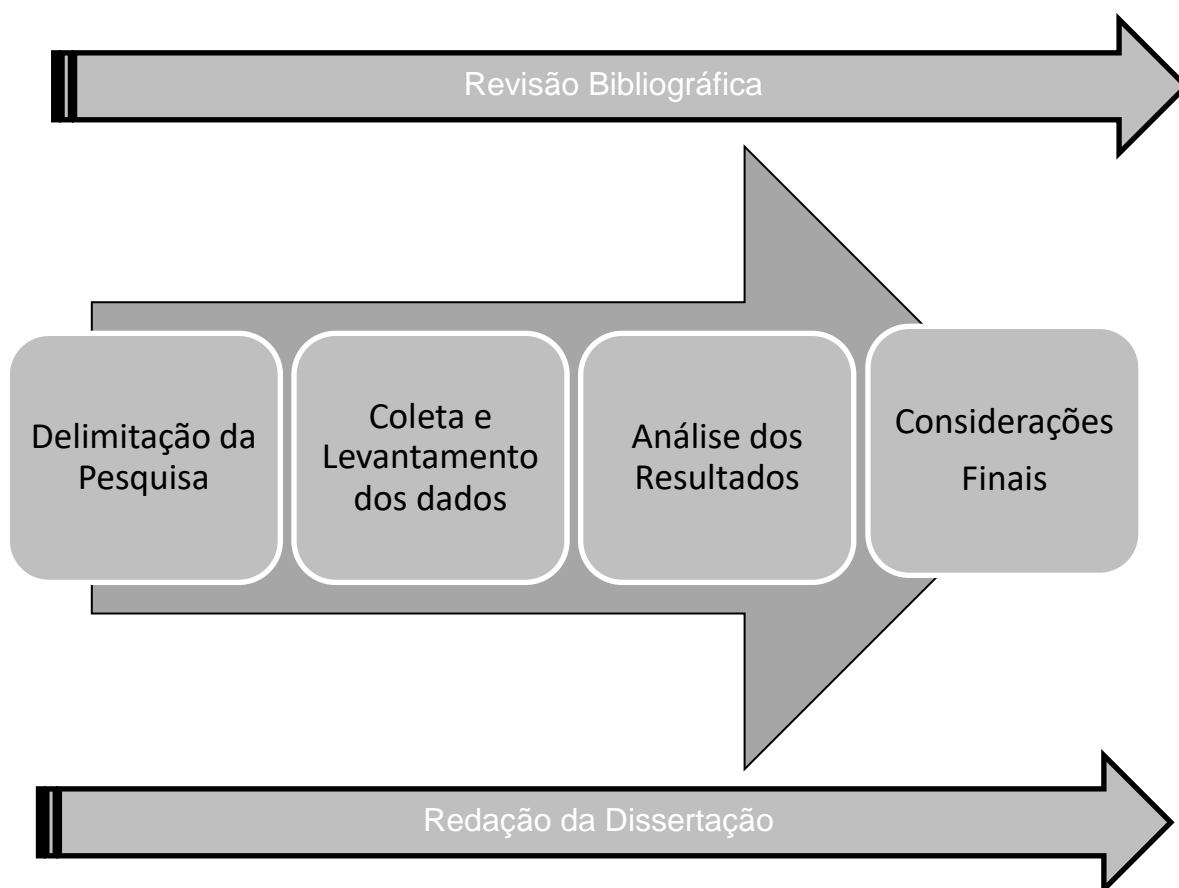 Revisão Bibliográfica
Delimitação da
Pesquisa
Coleta e
Levantamento
dos dados
Análise dos
Resultados
Considerações
Finais
Redação da Dissertação